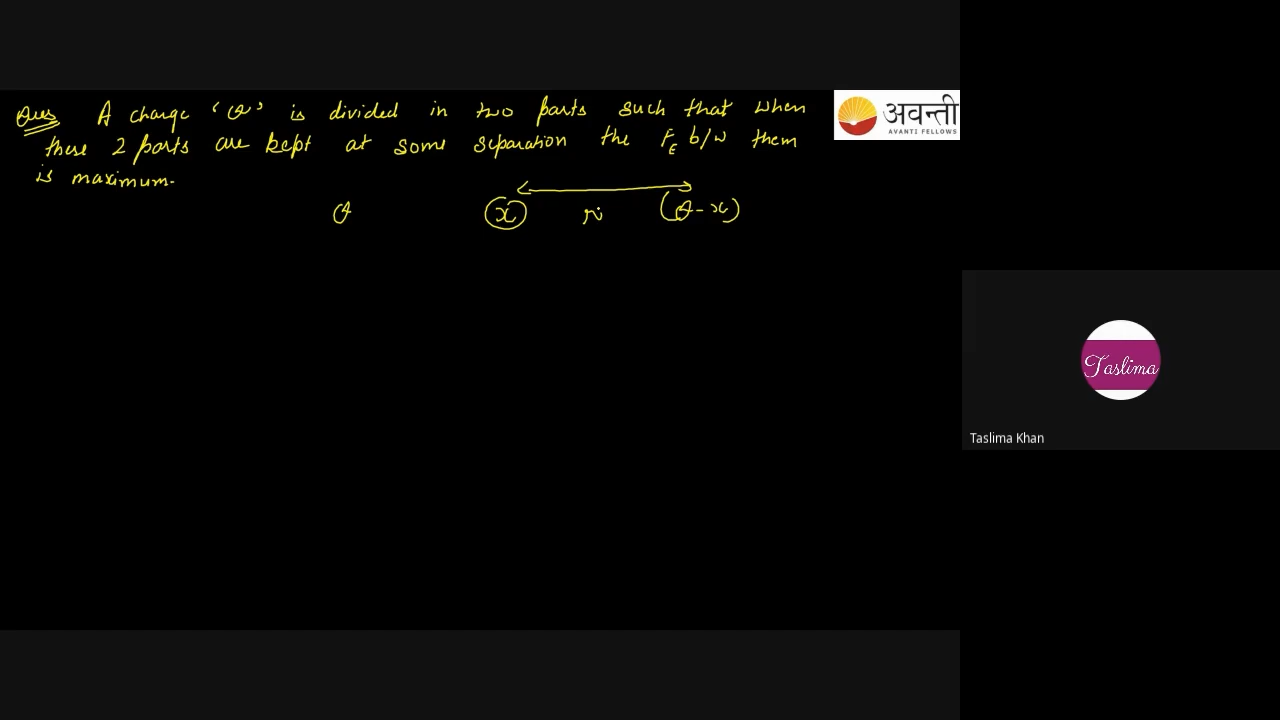 Ques A charge 'Q' is divided in two parts such that when
these 2 parts are kept at some separation the F_E b/w them
is maximum.
Q x r (Q-x)
अवन्ती
AVANTI FELLOWS
Taslima
Taslima Khan